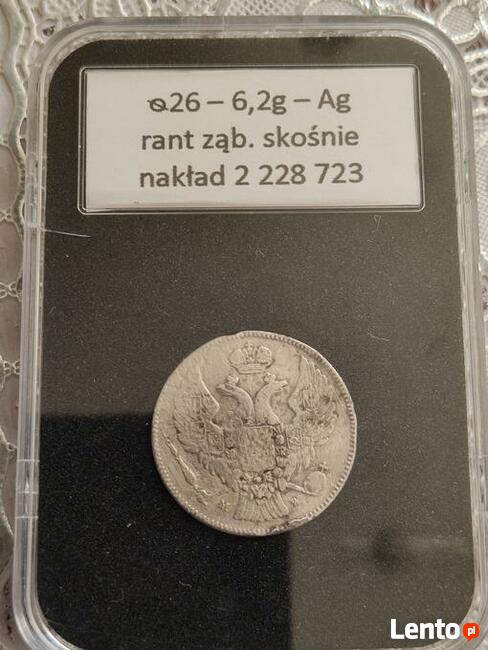 ⌀26 – 6,2g – Ag
rant ząb. skośnie
nakład 2 228 723
M W
Lento.pl